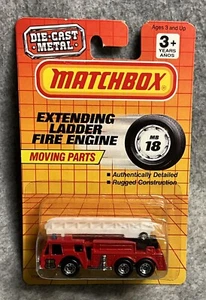 DIE-CAST
METAL
Ages 3 and Up
3+
YEARS
AÑOS
MATCHBOX
EXTENDING
LADDER
FIRE ENGINE
MB
18
MOVING PARTS
• Authentically Detailed
• Rugged Construction